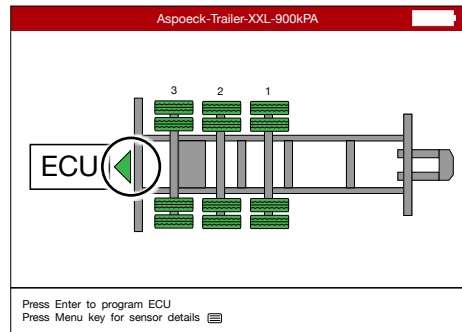 Aspoeck-Trailer-XXL-900kPA
3 2 1
ECU
Press Enter to program ECU
Press Menu key for sensor details